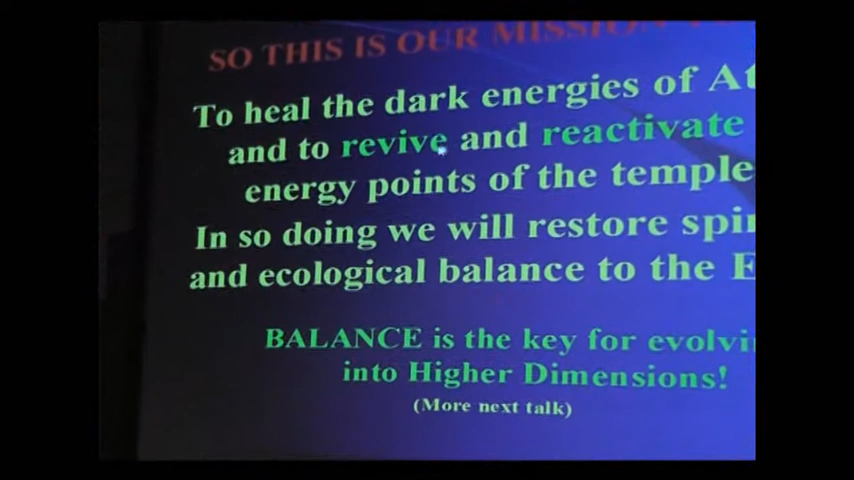 SO THIS IS OUR MISSION
To heal the dark energies of At
and to revive and reactivate
energy points of the temple
In so doing we will restore spi
and ecological balance to the E
BALANCE is the key for evolvi
into Higher Dimensions!
(More next talk)